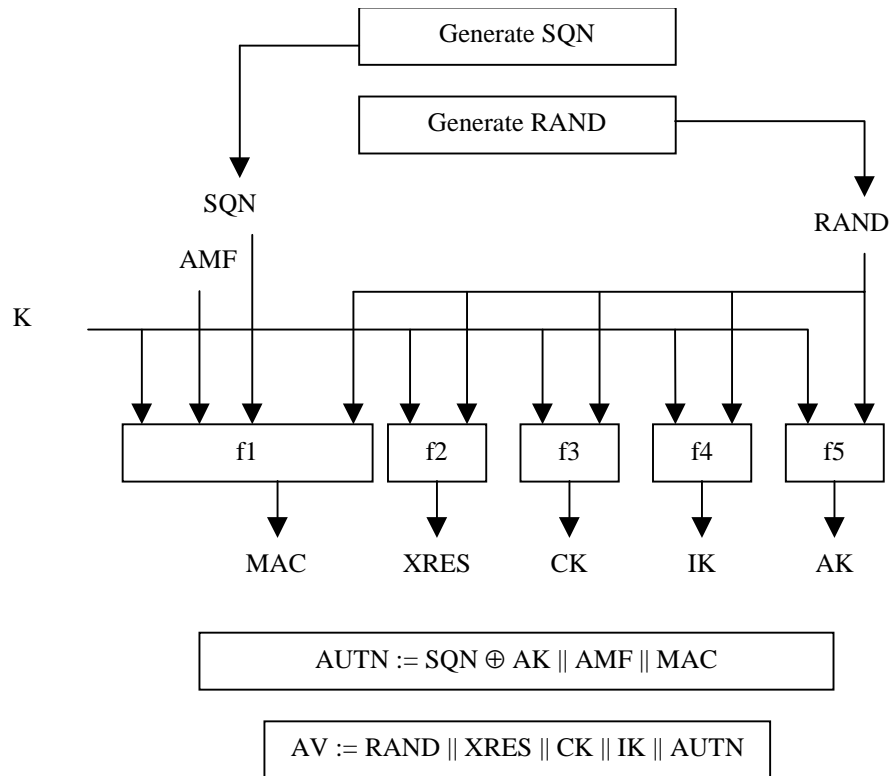 Generate SQN
Generate RAND
SQN
RAND
AMF
K
f1 f2 f3 f4 f5
MAC XRES CK IK AK
AUTN := SQN ⊕ AK || AMF || MAC
AV := RAND || XRES || CK || IK || AUTN